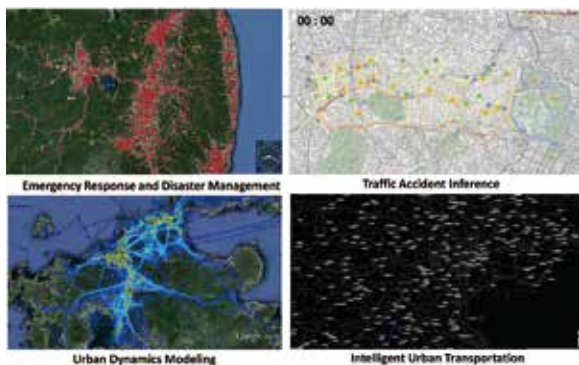 00 : 00
Emergency Response and Disaster Management
Traffic Accident Inference
Urban Dynamics Modeling
Intelligent Urban Transportation